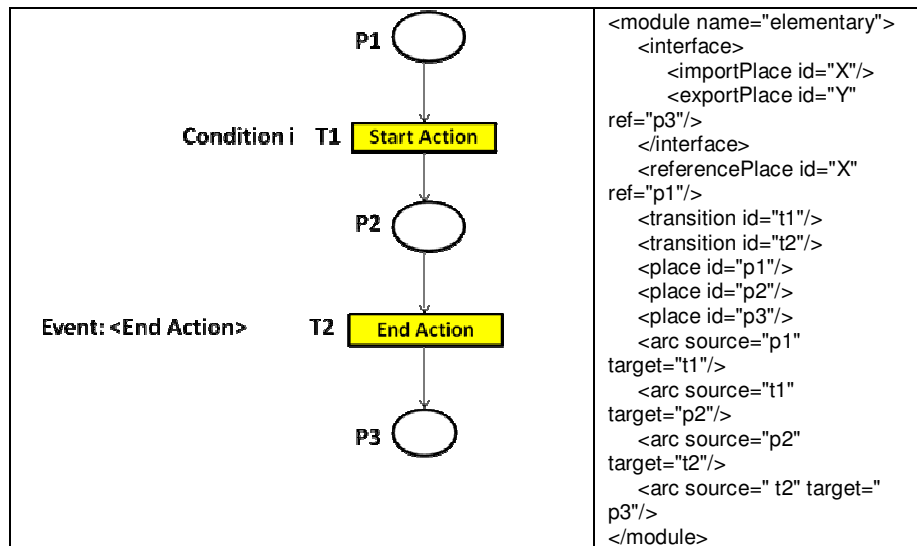 P1
Condition i T1 Start Action
P2
Event: <End Action> T2 End Action
P3
<module name="elementary">
<interface>
<importPlace id="X"/>
<exportPlace id="Y"
ref="p3"/>
</interface>
<referencePlace id="X"
ref="p1"/>
<transition id="t1"/>
<transition id="t2"/>
<place id="p1"/>
<place id="p2"/>
<place id="p3"/>
<arc source="p1"
target="t1"/>
<arc source="t1"
target="p2"/>
<arc source="p2"
target="t2"/>
<arc source=" t2" target="
p3"/>
</module>